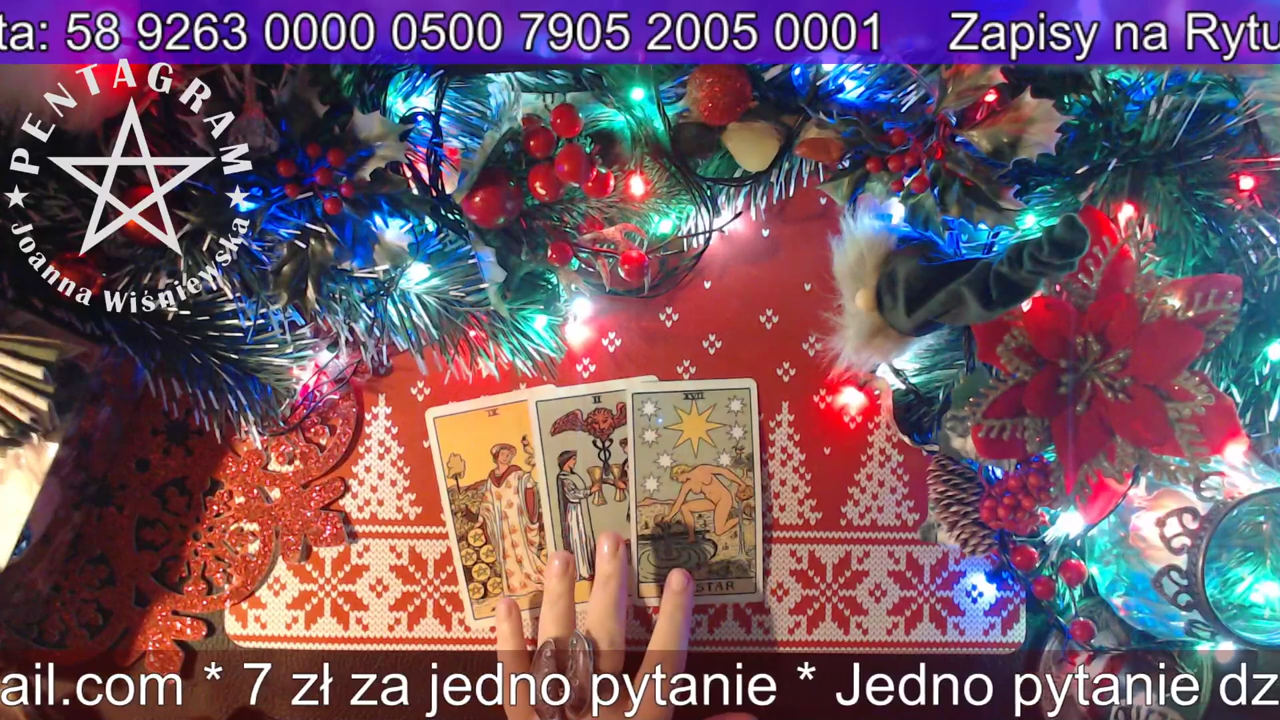 ta: 58 9263 0000 0500 7905 2005 0001 Zapisy na Rytu
PENTAGRAM
Joanna Wiśniewska
IX
II
XVII
STAR
ail.com * 7 zł za jedno pytanie * Jedno pytanie dz